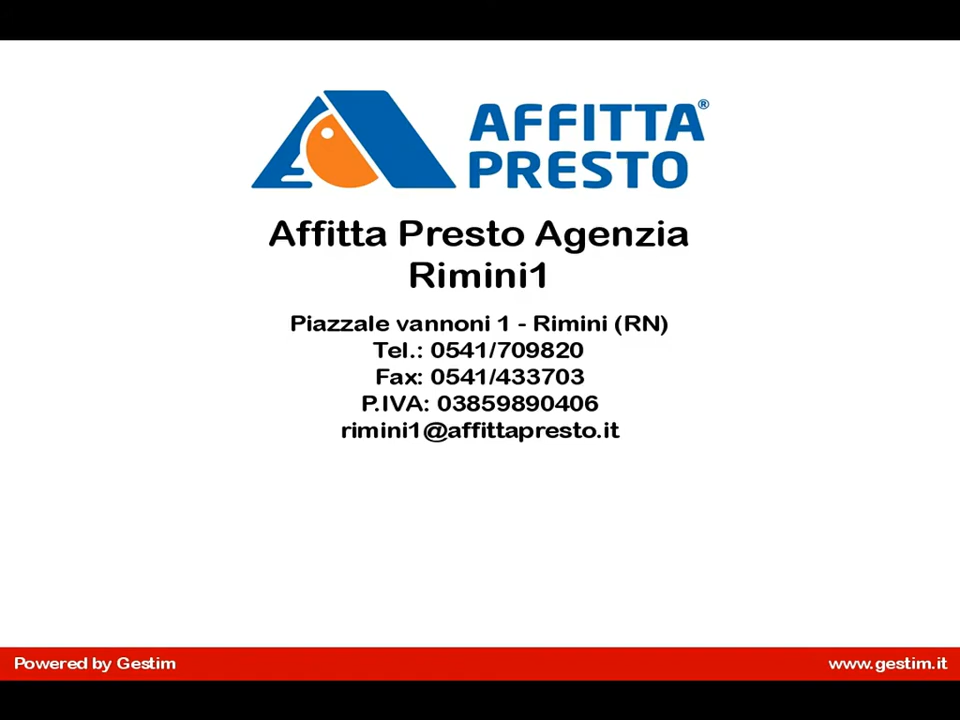 AFFITTA®
PRESTO
Affitta Presto Agenzia
Rimini1
Piazzale vannoni 1 - Rimini (RN)
Tel.: 0541/709820
Fax: 0541/433703
P.IVA: 03859890406
rimini1@affittapresto.it
Powered by Gestim
www.gestim.it